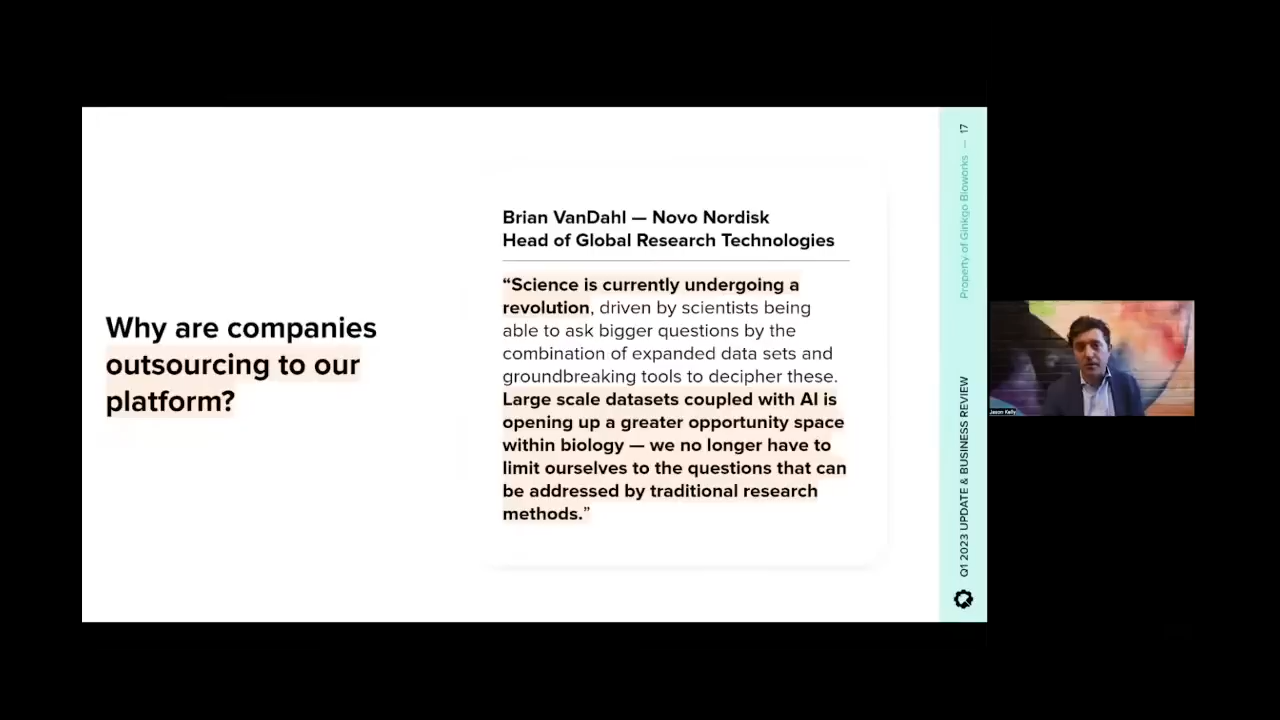 Why are companies
outsourcing to our
platform?
Brian VanDahl — Novo Nordisk
Head of Global Research Technologies
“Science is currently undergoing a
revolution, driven by scientists being
able to ask bigger questions by the
combination of expanded data sets and
groundbreaking tools to decipher these.
Large scale datasets coupled with AI is
opening up a greater opportunity space
within biology — we no longer have to
limit ourselves to the questions that can
be addressed by traditional research
methods.”
Q1 2023 UPDATE & BUSINESS REVIEW
Property of Ginkgo Bioworks — 17
Jason Kelly